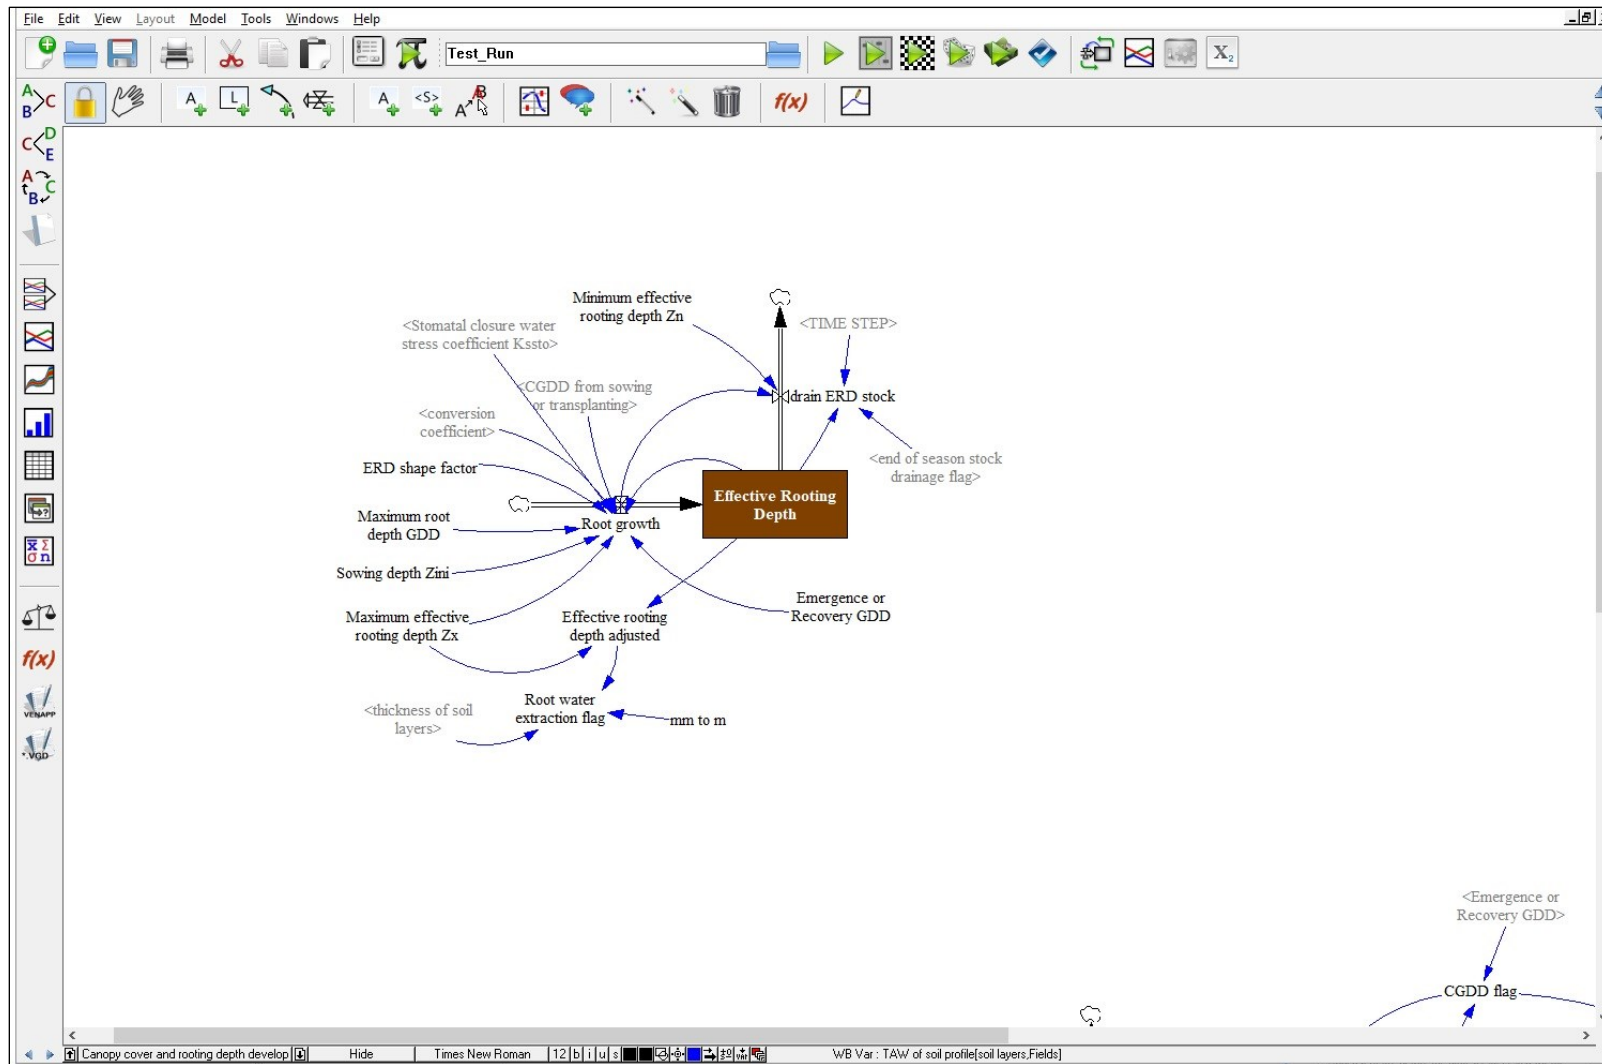 File Edit View Layout Model Tools Windows Help
Test_Run
X₂
A B C
A L
A <S> A B
f(x)
C D E
A C B
Minimum effective
rooting depth Zn
<TIME STEP>
<Stomatal closure water
stress coefficient Kssto>
<CGDD from sowing
or transplanting>
drain ERD stock
<conversion
coefficient>
ERD shape factor
<end of season stock
drainage flag>
Effective Rooting
Depth
Maximum root
depth GDD
Root growth
Sowing depth Zini
Maximum effective
rooting depth Zx
Effective rooting
depth adjusted
Emergence or
Recovery GDD
Root water
extraction flag
<thickness of soil
layers>
mm to m
f(x)
VENAPP
*.VGD
<Emergence or
Recovery GDD>
CGDD flag
Canopy cover and rooting depth develop Hide Times New Roman 12 b i u s WB Var : TAW of soil profile[soil layers,Fields]